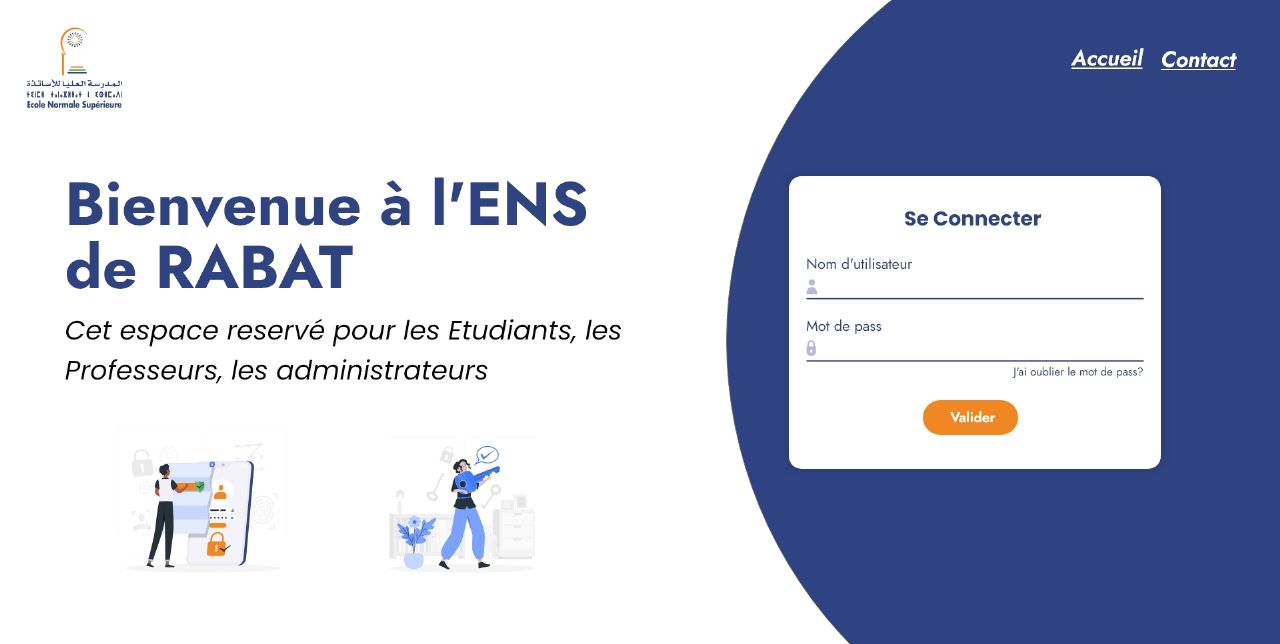 المدرسة العليا للأساتذة
Ecole Normale Supérieure
Accueil Contact
Bienvenue à l'ENS
de RABAT
Cet espace reservé pour les Etudiants, les
Professeurs, les administrateurs
Se Connecter
Nom d'utilisateur
Mot de pass
J'ai oublier le mot de pass?
Valider